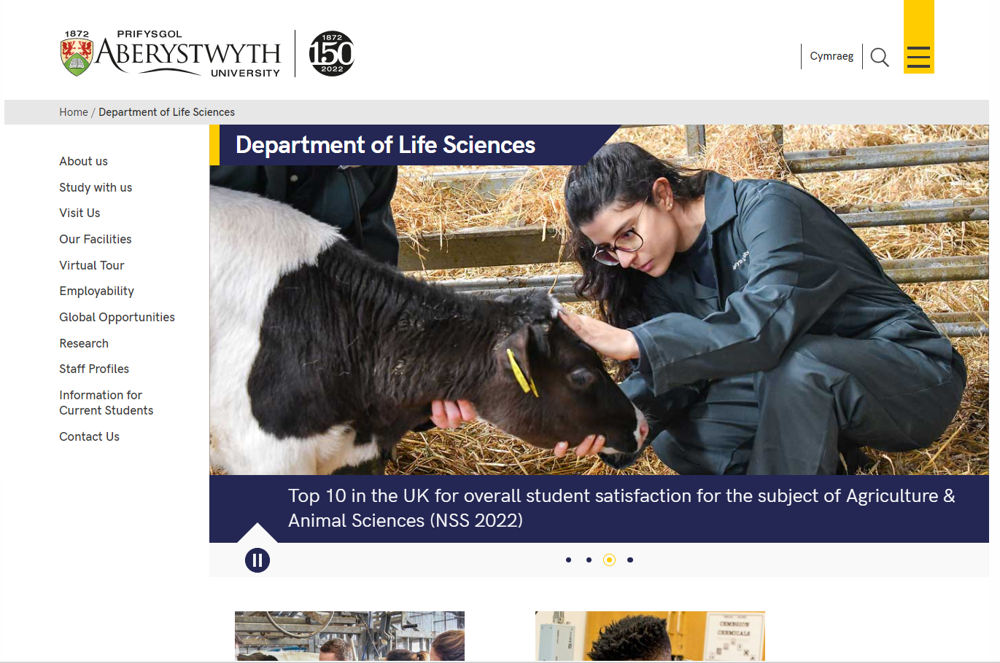 1872 PRIFYSGOL
ABERYSTWYTH
UNIVERSITY
1872
150
2022
Cymraeg
Home / Department of Life Sciences
Department of Life Sciences
About us
Study with us
Visit Us
Our Facilities
Virtual Tour
Employability
Global Opportunities
Research
Staff Profiles
Information for
Current Students
Contact Us
Top 10 in the UK for overall student satisfaction for the subject of Agriculture &
Animal Sciences (NSS 2022)
CHEMICALS